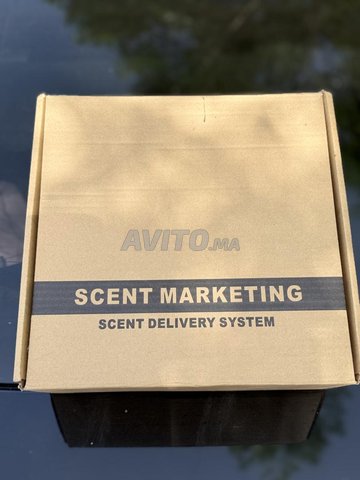 AVITO.MA
SCENT MARKETING
SCENT DELIVERY SYSTEM